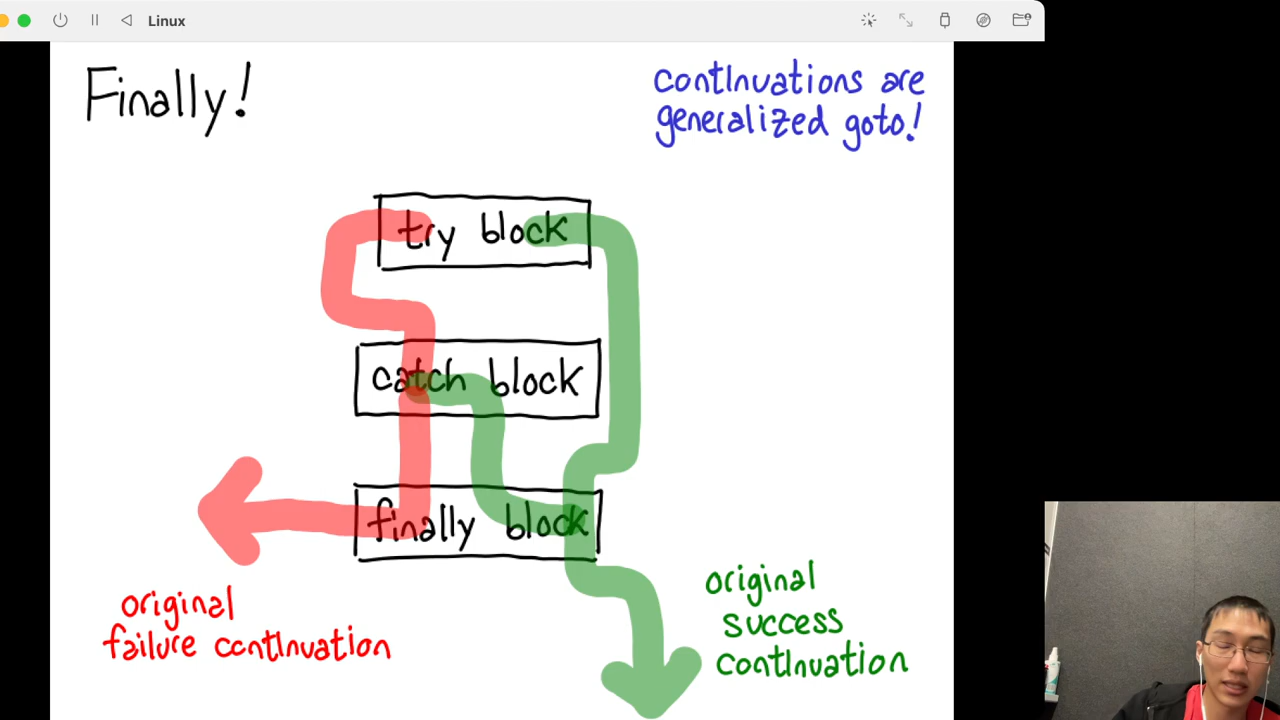 Linux
Finally!
contInuations are
generalized goto!
try block
catch block
finally block
original
failure contInuation
original
success
contInuation